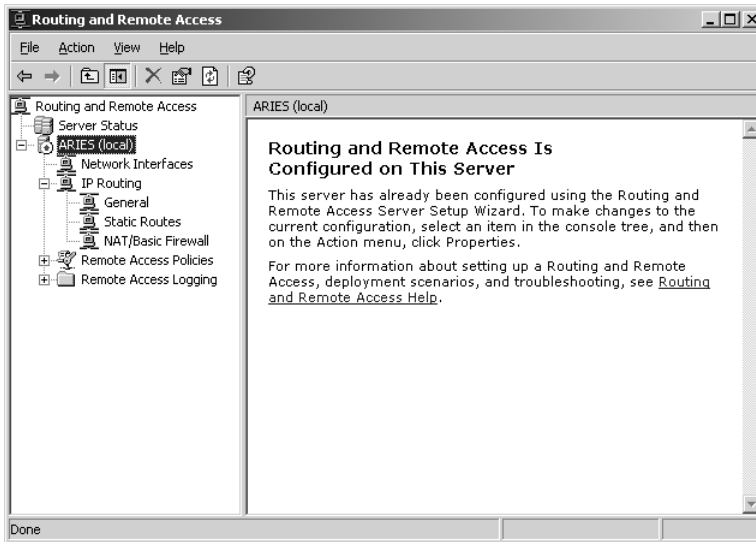 Routing and Remote Access
File Action View Help
Routing and Remote Access
Server Status
ARIES (local)
Network Interfaces
IP Routing
General
Static Routes
NAT/Basic Firewall
Remote Access Policies
Remote Access Logging
ARIES (local)
Routing and Remote Access Is
Configured on This Server
This server has already been configured using the Routing and
Remote Access Server Setup Wizard. To make changes to the
current configuration, select an item in the console tree, and then
on the Action menu, click Properties.
For more information about setting up a Routing and Remote
Access, deployment scenarios, and troubleshooting, see Routing
and Remote Access Help.
Done